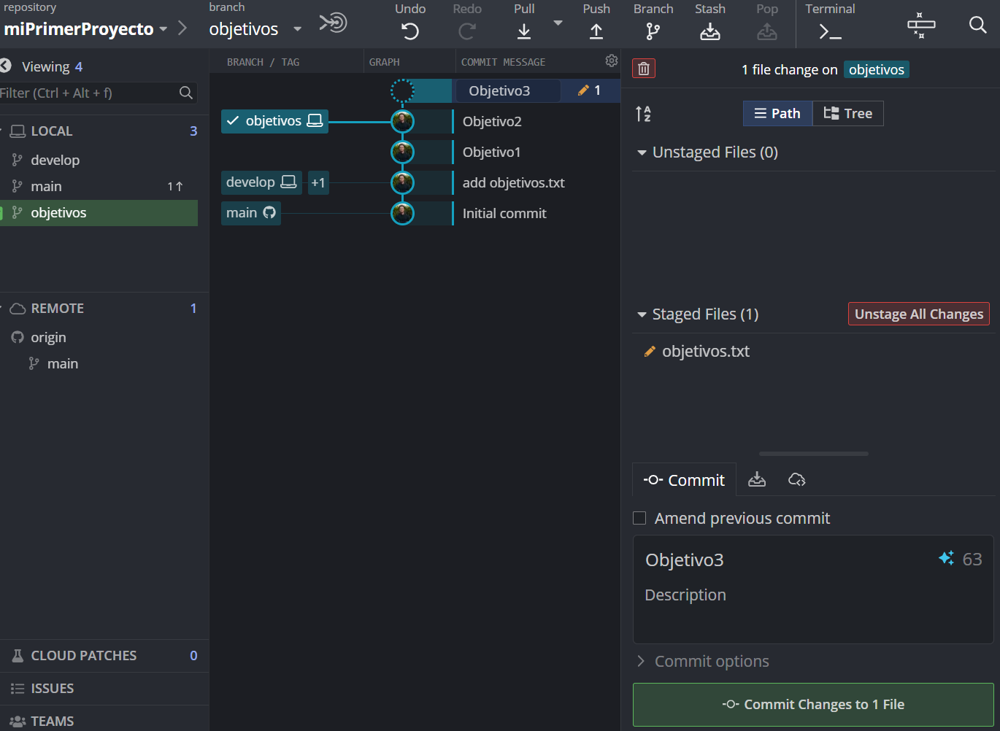 repository
miPrimerProyecto
branch
objetivos
Undo
Redo
Pull
Push
Branch
Stash
Pop
Terminal
Viewing 4
Filter (Ctrl + Alt + f)
LOCAL 3
develop
main 1↑
objetivos
REMOTE 1
origin
main
CLOUD PATCHES 0
ISSUES
TEAMS
BRANCH / TAG GRAPH COMMIT MESSAGE
Objetivo3 1
objetivos Objetivo2
Objetivo1
develop +1 add objetivos.txt
main Initial commit
1 file change on objetivos
Path Tree
Unstaged Files (0)
Staged Files (1) Unstage All Changes
objetivos.txt
Commit
Amend previous commit
Objetivo3 63
Description
Commit options
Commit Changes to 1 File